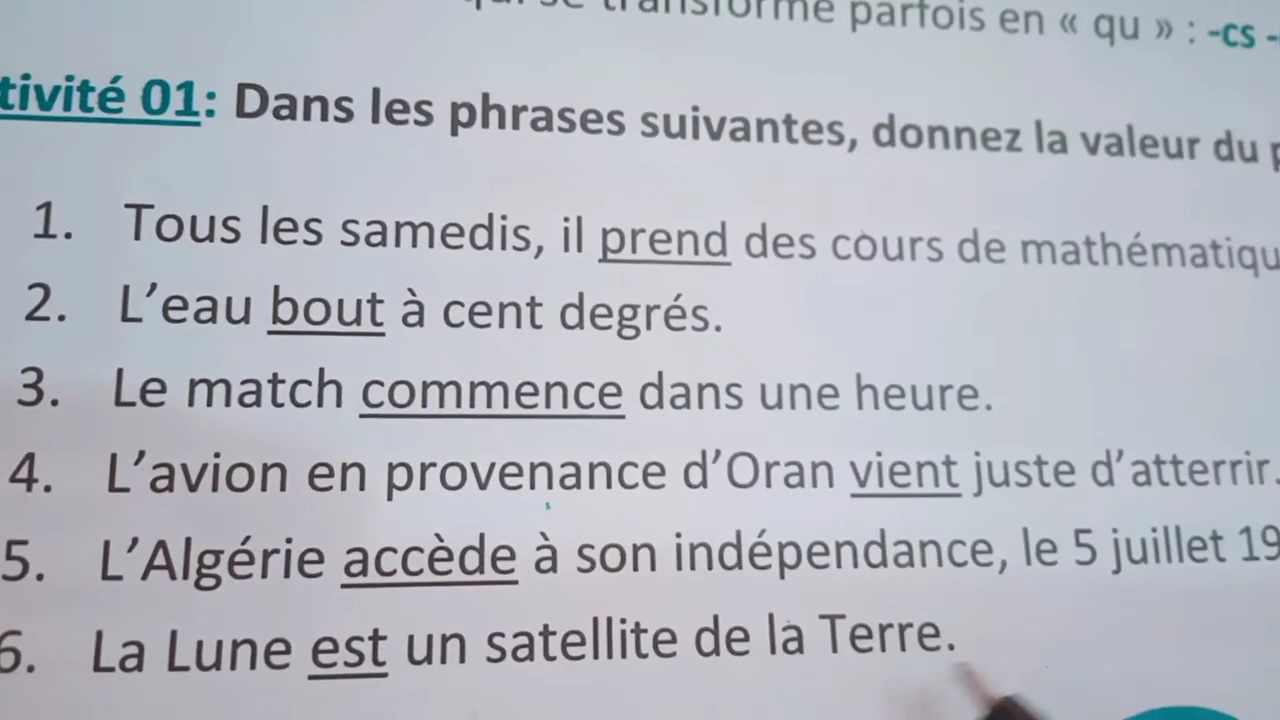 parfois en « qu » : -cs -
tivité 01: Dans les phrases suivantes, donnez la valeur du
1. Tous les samedis, il prend des cours de mathématiqu
2. L'eau bout à cent degrés.
3. Le match commence dans une heure.
4. L'avion en provenance d'Oran vient juste d'atterrir.
5. L'Algérie accède à son indépendance, le 5 juillet 19
6. La Lune est un satellite de la Terre.